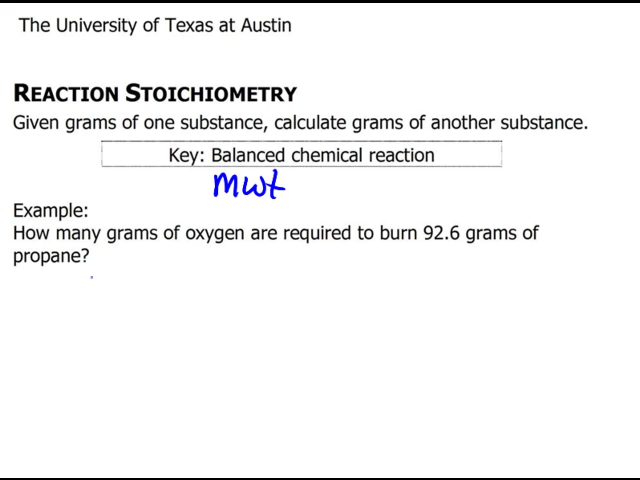 The University of Texas at Austin
REACTION STOICHIOMETRY
Given grams of one substance, calculate grams of another substance.
Key: Balanced chemical reaction
mwt
Example:
How many grams of oxygen are required to burn 92.6 grams of
propane?